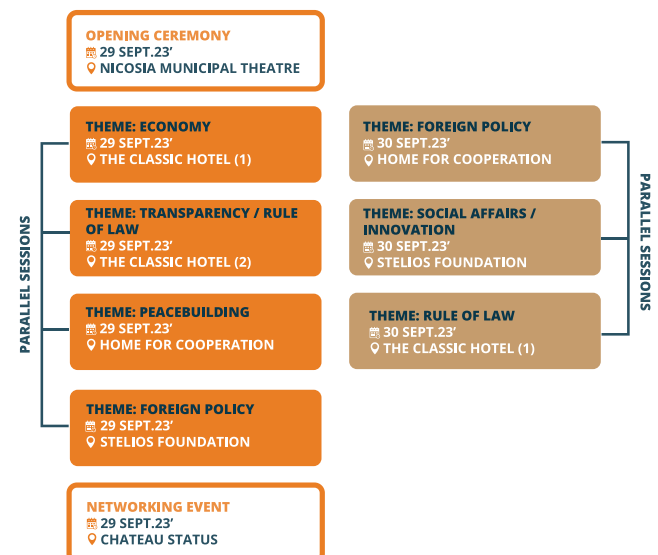 OPENING CEREMONY
29 SEPT.23’
NICOSIA MUNICIPAL THEATRE
PARALLEL SESSIONS
THEME: ECONOMY
29 SEPT.23’
THE CLASSIC HOTEL (1)
THEME: TRANSPARENCY / RULE
OF LAW
29 SEPT.23’
THE CLASSIC HOTEL (2)
THEME: PEACEBUILDING
29 SEPT.23’
HOME FOR COOPERATION
THEME: FOREIGN POLICY
29 SEPT.23’
STELIOS FOUNDATION
THEME: FOREIGN POLICY
30 SEPT.23’
HOME FOR COOPERATION
THEME: SOCIAL AFFAIRS /
INNOVATION
30 SEPT.23’
STELIOS FOUNDATION
THEME: RULE OF LAW
30 SEPT.23’
THE CLASSIC HOTEL (1)
PARALLEL SESSIONS
NETWORKING EVENT
29 SEPT.23’
CHATEAU STATUS